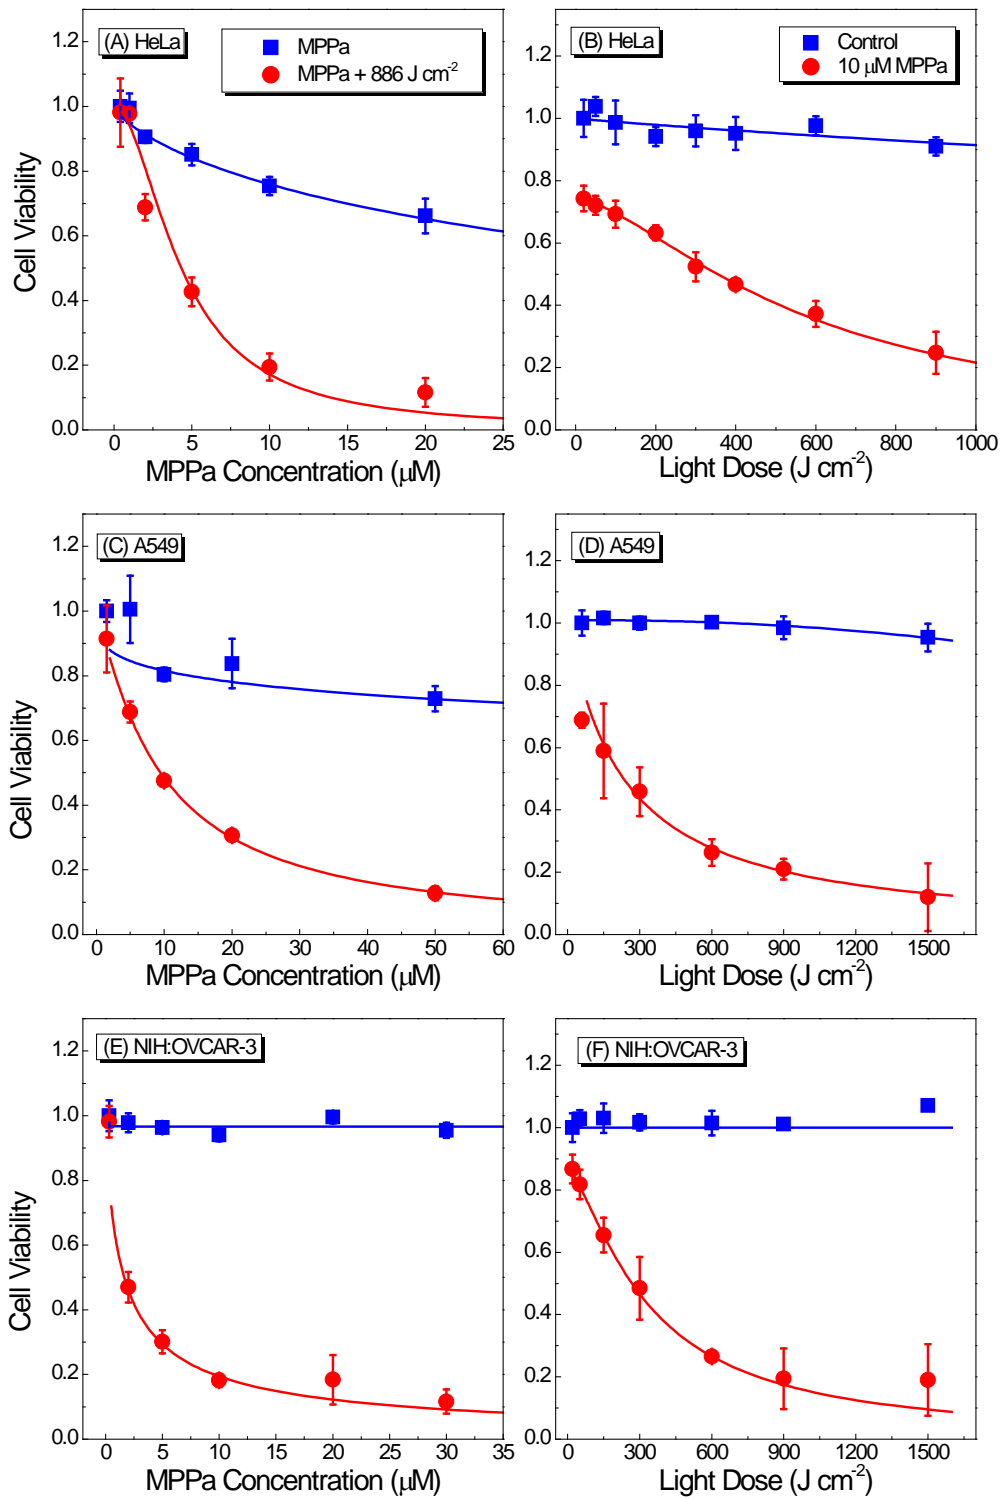 (A) HeLa
MPPa
MPPa + 886 J cm-2
1.2
1.0
0.8
0.6
0.4
0.2
0.0
Cell Viability
0 5 10 15 20 25
MPPa Concentration (μM)
(B) HeLa
Control
10 μM MPPa
1.2
1.0
0.8
0.6
0.4
0.2
0.0
0 200 400 600 800 1000
Light Dose (J cm-2)
(C) A549
1.2
1.0
0.8
0.6
0.4
0.2
0.0
Cell Viability
0 10 20 30 40 50 60
MPPa Concentration (μM)
(D) A549
1.2
1.0
0.8
0.6
0.4
0.2
0.0
0 300 600 900 1200 1500
Light Dose (J cm-2)
(E) NIH:OVCAR-3
1.2
1.0
0.8
0.6
0.4
0.2
0.0
Cell Viability
0 5 10 15 20 25 30 35
MPPa Concentration (μM)
(F) NIH:OVCAR-3
1.2
1.0
0.8
0.6
0.4
0.2
0.0
0 300 600 900 1200 1500
Light Dose (J cm-2)